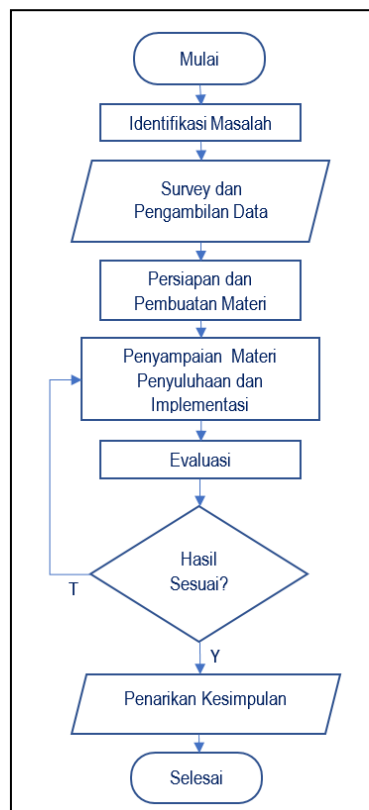 Mulai
Identifikasi Masalah
Survey dan
Pengambilan Data
Persiapan dan
Pembuatan Materi
Penyampaian Materi
Penyuluhaan dan
Implementasi
Evaluasi
Hasil
Sesuai?
T
Y
Penarikan Kesimpulan
Selesai